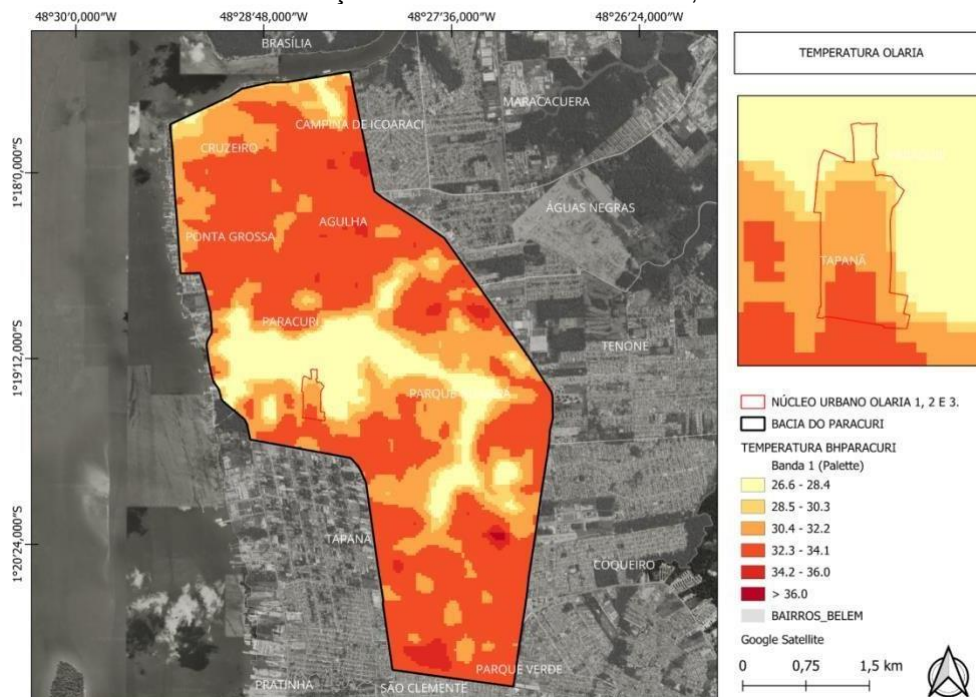 48°30'0,000"W
48°28'48,000"W
48°27'36,000"W
48°26'24,000"W
1°18'0,000"S
1°19'12,000"S
1°20'24,000"S
BRASÍLIA
MARACACUERA
CAMPINA DE ICOARACI
CRUZEIRO
ÁGUAS NEGRAS
AGULHA
PONTA GROSSA
PARACURI
TENONE
TAPANÃ
COQUEIRO
PARQUE VERDE
SÃO CLEMENTE
PRATINHA
TEMPERATURA OLARIA
TAPANÃ
NÚCLEO URBANO OLARIA 1, 2 E 3.
BACIA DO PARACURI
TEMPERATURA BHPARACURI
Banda 1 (Palette)
26.6 - 28.4
28.5 - 30.3
30.4 - 32.2
32.3 - 34.1
34.2 - 36.0
> 36.0
BAIRROS_BELEM
Google Satellite
0 0,75 1,5 km